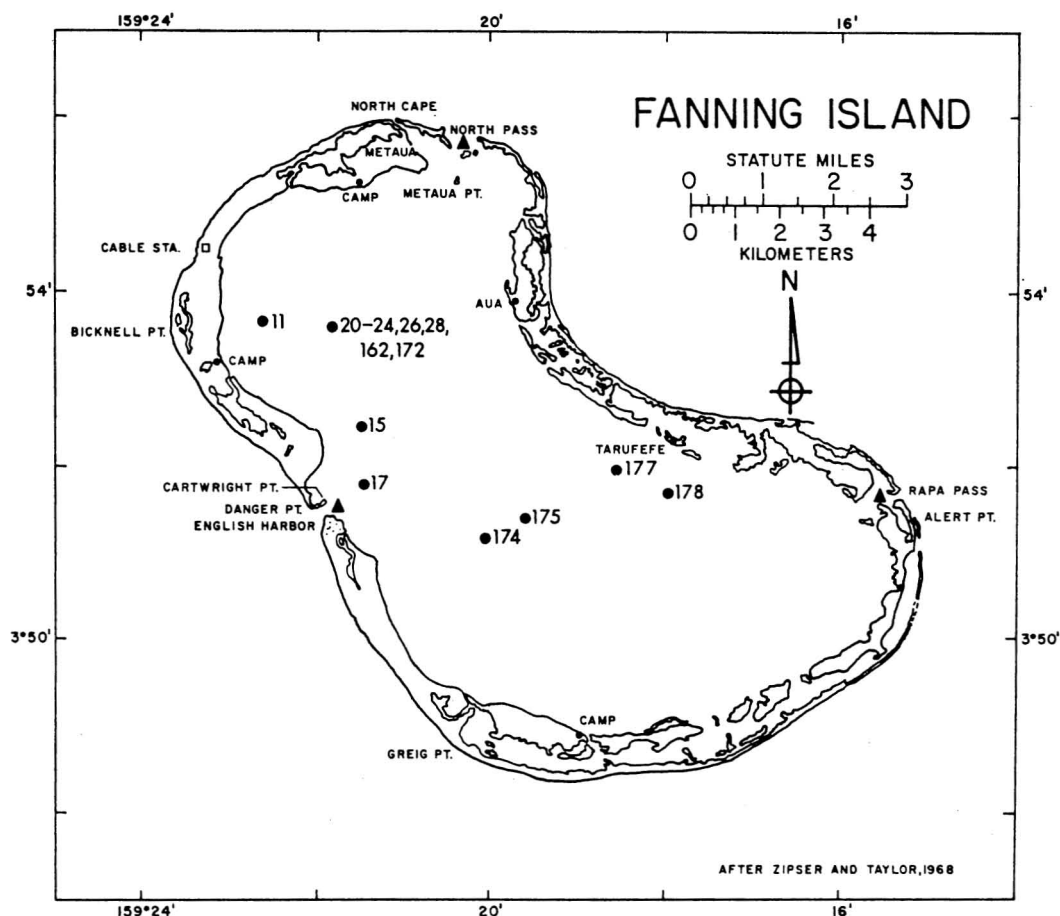 159°24'
20'
16'
FANNING ISLAND
NORTH CAPE
NORTH PASS
METAUA
STATUTE MILES
0 1 2 3
CAMP
METAUA PT.
0 1 2 3 4
KILOMETERS
CABLE STA.
N
54'
54'
AUA
BICKNELL PT.
11
20-24,26,28,
162,172
CAMP
15
TARUFEFE
177
17
178
CARTWRIGHT PT.
RAPA PASS
DANGER PT.
ALERT PT.
ENGLISH HARBOR
175
174
3°50'
3°50'
CAMP
GREIG PT.
AFTER ZIPSER AND TAYLOR,1968
159°24'
20'
16'